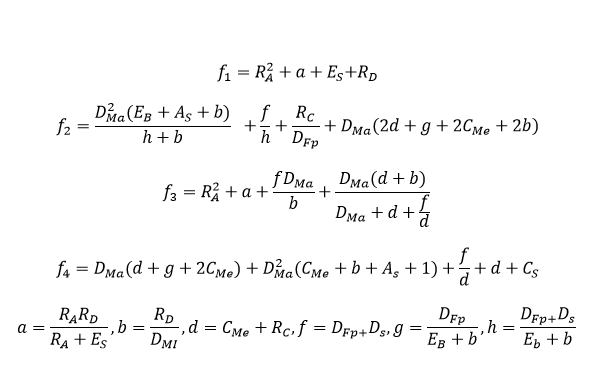 f₁ = R_A² + a + E_S+R_D
f₂ = D_Ma²(E_B + A_S + b) / (h + b) + f/h + R_C/D_Fp + D_Ma(2d + g + 2C_Me + 2b)
f₃ = R_A² + a + fD_Ma/b + D_Ma(d + b) / (D_Ma + d + f/d)
f₄ = D_Ma(d + g + 2C_Me) + D_Ma²(C_Me + b + A_s + 1) + f/d + d + C_S
a = R_A R_D / (R_A + E_S), b = R_D/D_MI, d = C_Me + R_C, f = D_Fp+D_s, g = D_Fp / (E_B + b), h = D_Fp+D_s / (E_b + b)